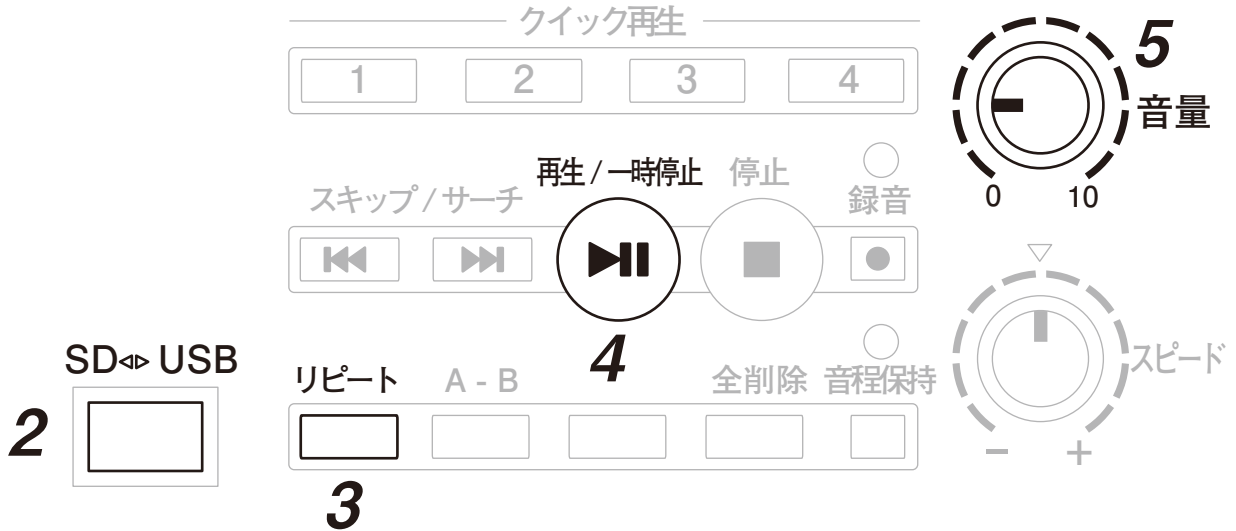 クイック再生
1 2 3 4
5
音量
0 10
スキップ / サーチ
再生 / 一時停止
停止
録音
4
SD USB
2
リピート
A - B
全削除
音程保持
3
スピード
− +